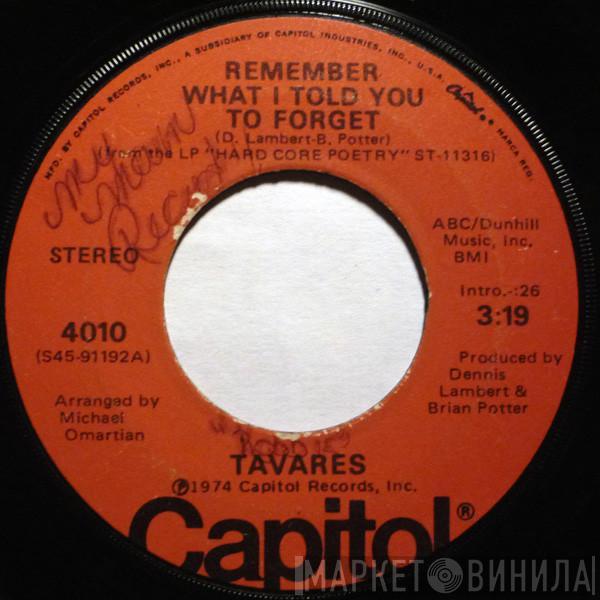 MFD. BY CAPITOL RECORDS, INC., A SUBSIDIARY OF CAPITOL INDUSTRIES, INC., U.S.A. Capitol® MARCA REG.
REMEMBER
WHAT I TOLD YOU
TO FORGET
(D. Lambert-B. Potter)
(from the LP "HARD CORE POETRY" ST-11316)
My
Record
STEREO
ABC/Dunhill
Music, Inc.
BMI
Intro.-:26
3:19
4010
(S45-91192A)
Produced by
Dennis
Lambert &
Brian Potter
Arranged by
Michael
Omartian
TAVARES
℗1974 Capitol Records, Inc.
Capitol®
МАРКЕТ ВИНИЛА